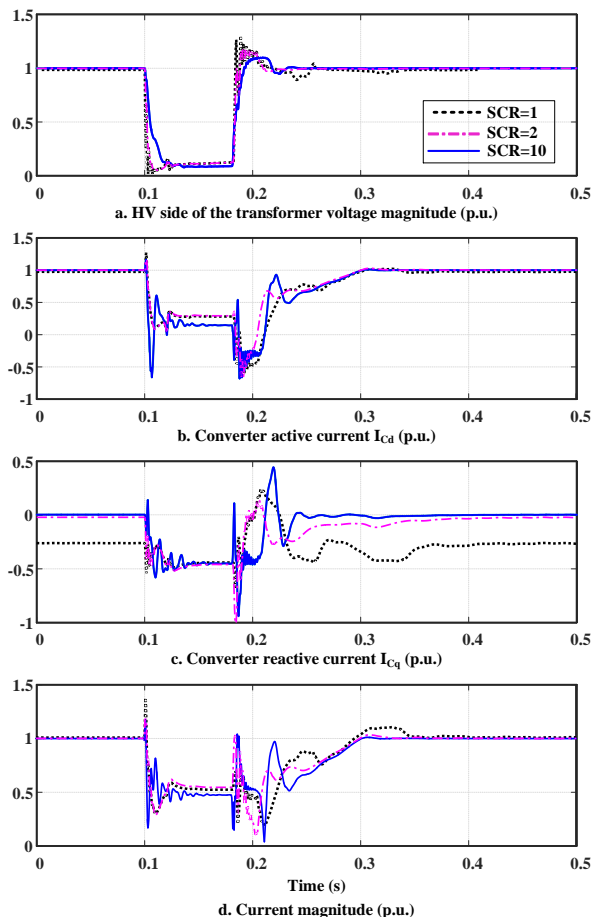 1.5
1
0.5
0
SCR=1
SCR=2
SCR=10
0 0.1 0.2 0.3 0.4 0.5
a. HV side of the transformer voltage magnitude (p.u.)
1.5
1
0.5
0
-0.5
-1
0 0.1 0.2 0.3 0.4 0.5
b. Converter active current I_Cd (p.u.)
0.5
0
-0.5
-1
0 0.1 0.2 0.3 0.4 0.5
c. Converter reactive current I_Cq (p.u.)
1.5
1
0.5
0
0 0.1 0.2 0.3 0.4 0.5
Time (s)
d. Current magnitude (p.u.)